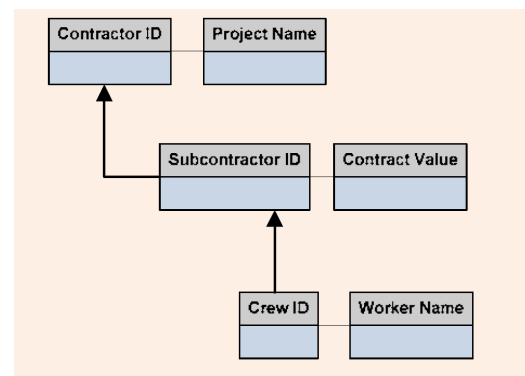 Contractor ID
Project Name
Subcontractor ID
Contract Value
Crew ID
Worker Name